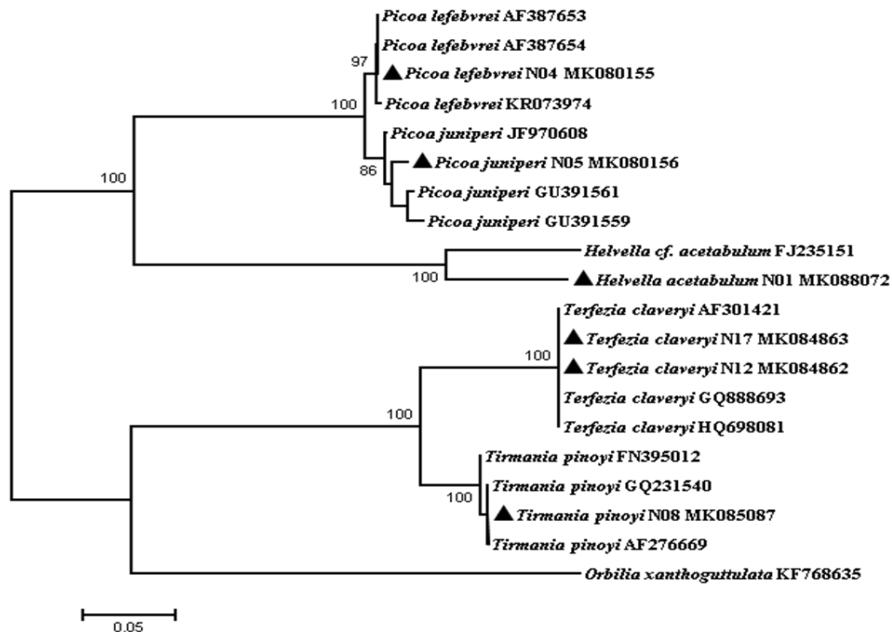 Picoa lefebvrei AF387653
Picoa lefebvrei AF387654
97
Picoa lefebvrei N04 MK080155
100
Picoa lefebvrei KR073974
Picoa juniperi JF970608
Picoa juniperi N05 MK080156
86
100
Picoa juniperi GU391561
Picoa juniperi GU391559
Helvella cf. acetabulum FJ235151
100
Helvella acetabulum N01 MK088072
Terfezia claveryi AF301421
Terfezia claveryi N17 MK084863
100
Terfezia claveryi N12 MK084862
Terfezia claveryi GQ888693
100
Terfezia claveryi HQ698081
Tirmania pinoyi FN395012
Tirmania pinoyi GQ231540
100
Tirmania pinoyi N08 MK085087
Tirmania pinoyi AF276669
Orbilia xanthoguttulata KF768635
0.05